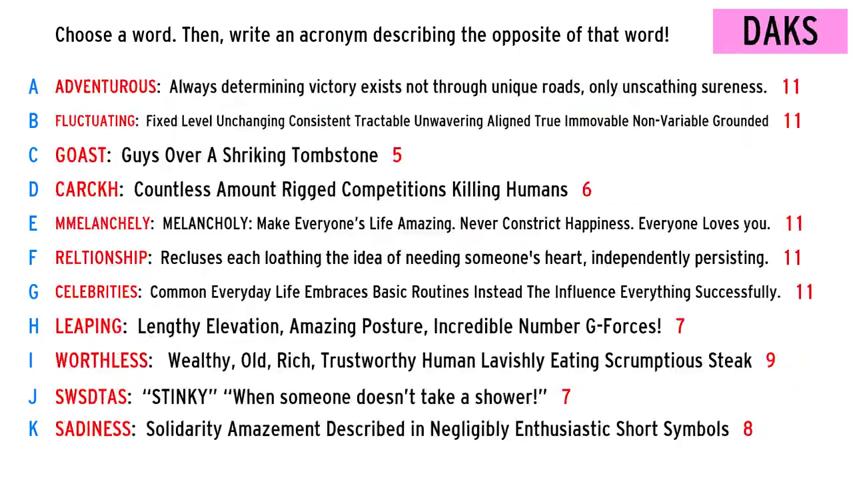 Choose a word. Then, write an acronym describing the opposite of that word!
DAKS
A ADVENTUROUS: Always determining victory exists not through unique roads, only unscathing sureness. 11
B FLUCTUATING: Fixed Level Unchanging Consistent Tractable Unwavering Aligned True Immovable Non-Variable Grounded 11
C GOAST: Guys Over A Shriking Tombstone 5
D CARCKH: Countless Amount Rigged Competitions Killing Humans 6
E MMELANCHELY: MELANCHOLY: Make Everyone's Life Amazing. Never Constrict Happiness. Everyone Loves you. 11
F RELTIONSHIP: Recluses each loathing the idea of needing someone's heart, independently persisting. 11
G CELEBRITIES: Common Everyday Life Embraces Basic Routines Instead The Influence Everything Successfully. 11
H LEAPING: Lengthy Elevation, Amazing Posture, Incredible Number G-Forces! 7
I WORTHLESS: Wealthy, Old, Rich, Trustworthy Human Lavishly Eating Scrumptious Steak 9
J SWSDTAS: “STINKY” “When someone doesn't take a shower!” 7
K SADINESS: Solidarity Amazement Described in Negligibly Enthusiastic Short Symbols 8